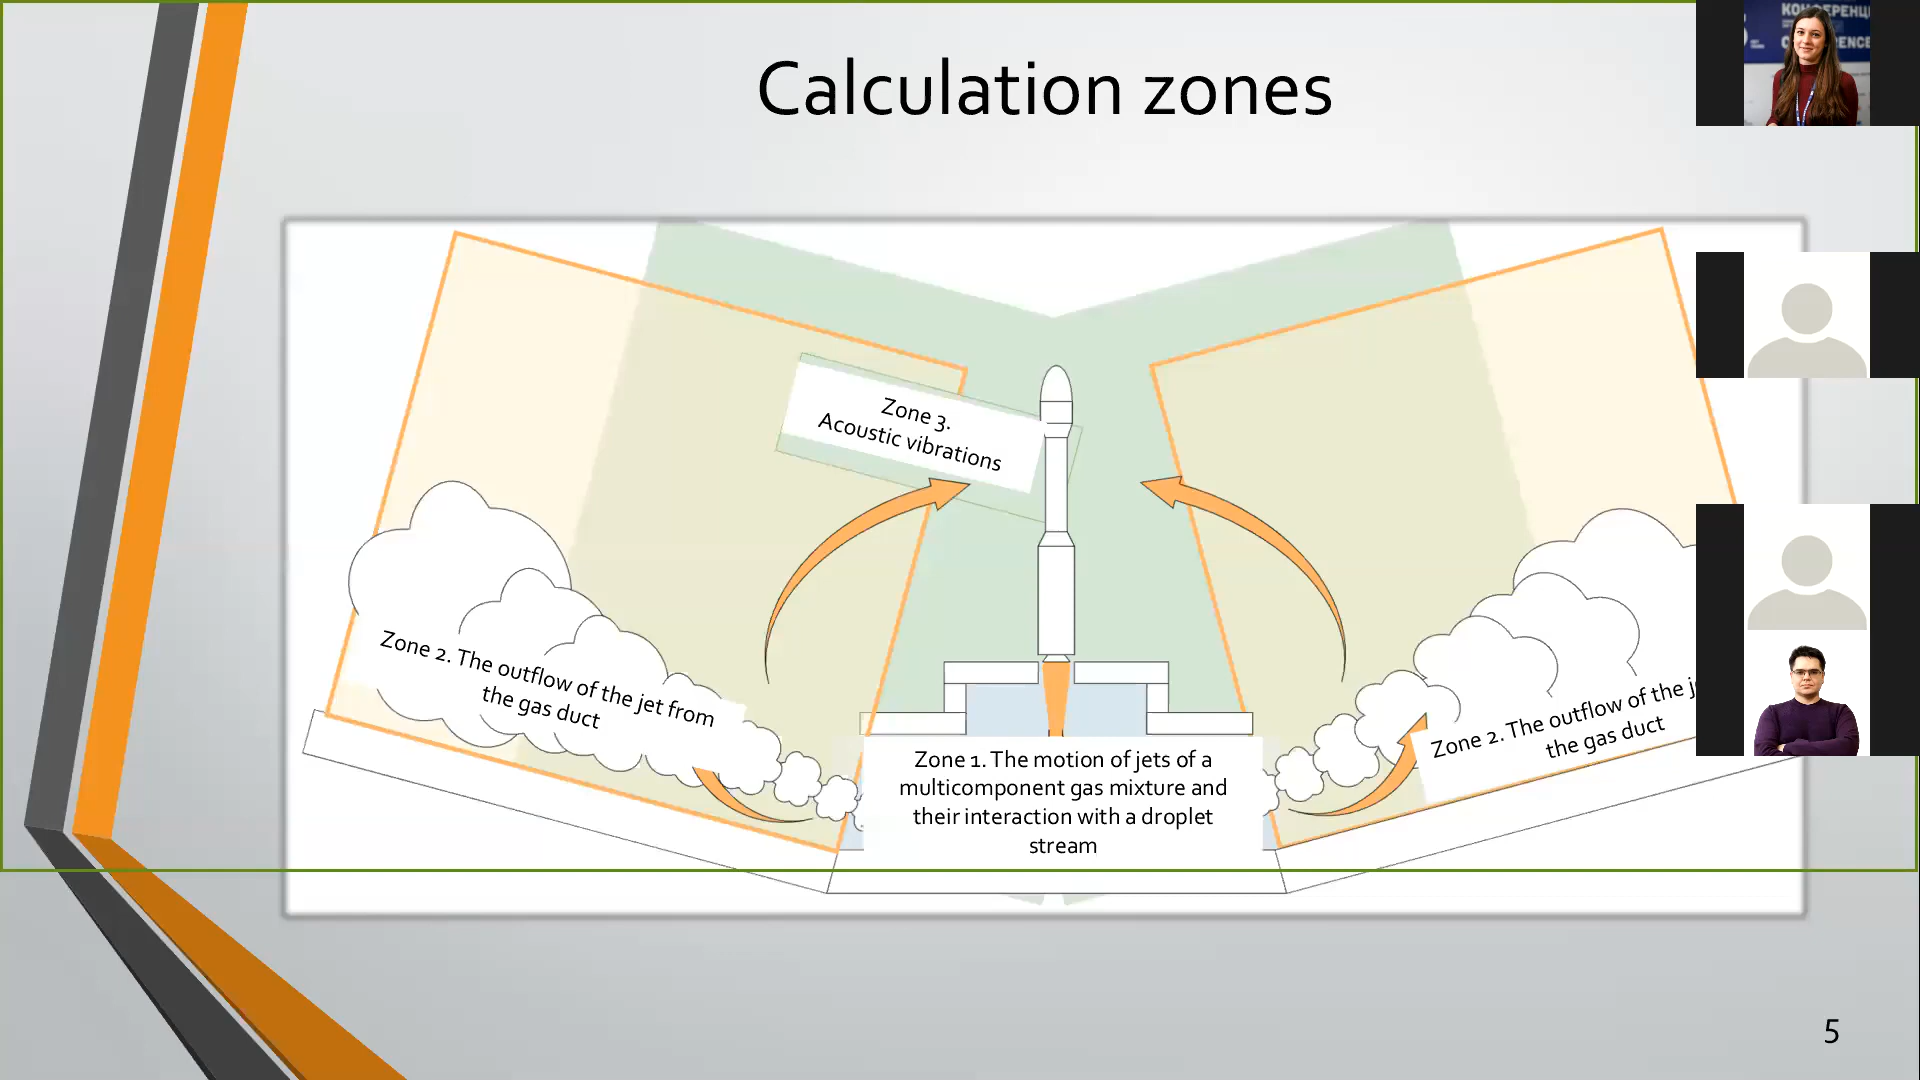 КОНФЕРЕНЦ
Calculation zones
Zone 3.
Acoustic vibrations
Zone 2. The outflow of the jet from
the gas duct
Zone 1. The motion of jets of a
multicomponent gas mixture and
their interaction with a droplet
stream
Zone 2. The outflow of the j
the gas duct
5